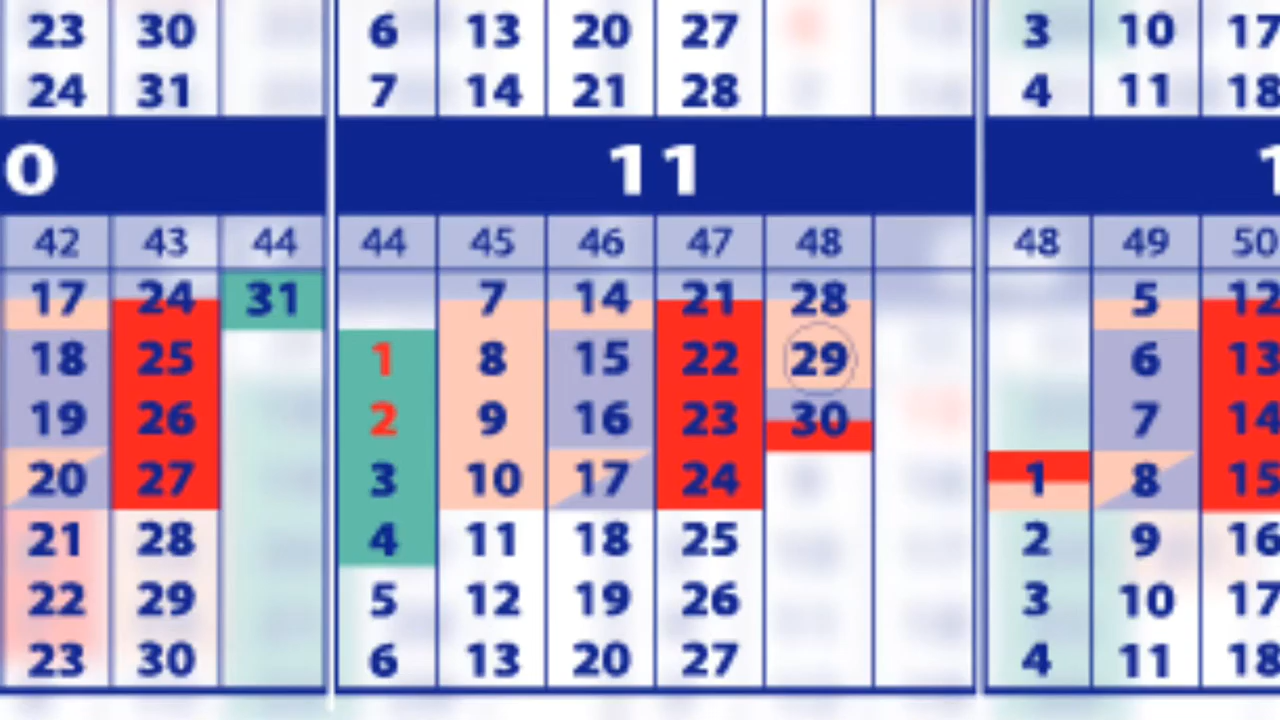 23 30 6 13 20 27 3 10 17
24 31 7 14 21 28 4 11 18
0 11 1
42 43 44 44 45 46 47 48 48 49 50
17 24 31 7 14 21 28 5 12
18 25 1 8 15 22 29 6 13
19 26 2 9 16 23 30 7 14
20 27 3 10 17 24 1 8 15
21 28 4 11 18 25 2 9 16
22 29 5 12 19 26 3 10 17
23 30 6 13 20 27 4 11 18